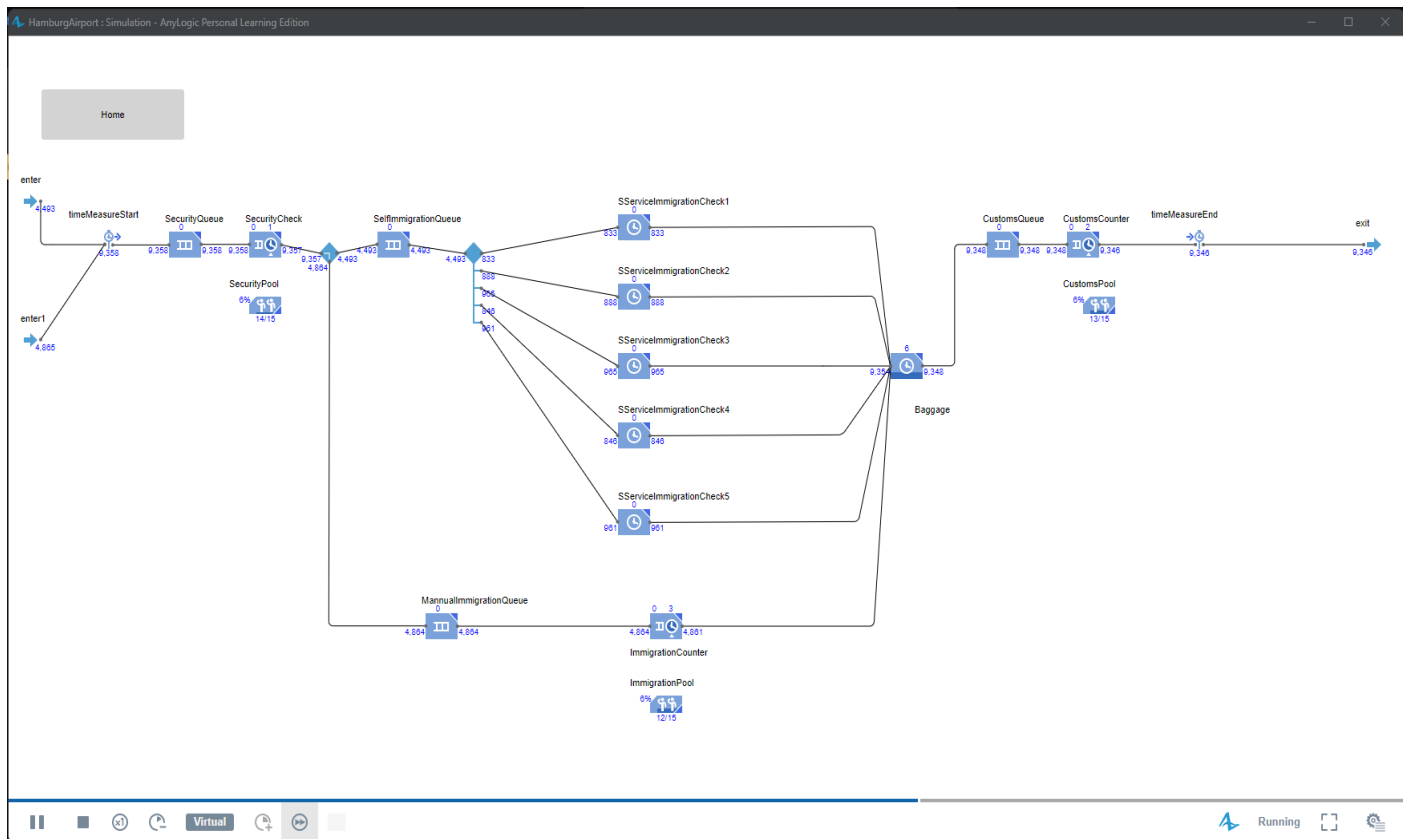 HamburgAirport : Simulation - AnyLogic Personal Learning Edition
Home
enter
4,493
timeMeasureStart
9,358
enter1
4,865
SecurityQueue
0
9,358 9,358
SecurityCheck
0 1
9,358 9,357
SecurityPool
6%
14/15
9,357 4,493
4,864
SelfImmigrationQueue
0
4,493 4,493
4,493 833
888
965
846
961
SServiceImmigrationCheck1
0
833 833
SServiceImmigrationCheck2
0
888 888
SServiceImmigrationCheck3
0
965 965
SServiceImmigrationCheck4
0
846 846
SServiceImmigrationCheck5
0
961 961
MannualImmigrationQueue
0
4,864 4,864
0 3
4,864 4,861
ImmigrationCounter
ImmigrationPool
6%
12/15
6
9,354 9,348
Baggage
CustomsQueue
0
9,348 9,348
CustomsCounter
0 2
9,348 9,346
CustomsPool
6%
13/15
timeMeasureEnd
9,346
exit
9,346
x1
Virtual
Running